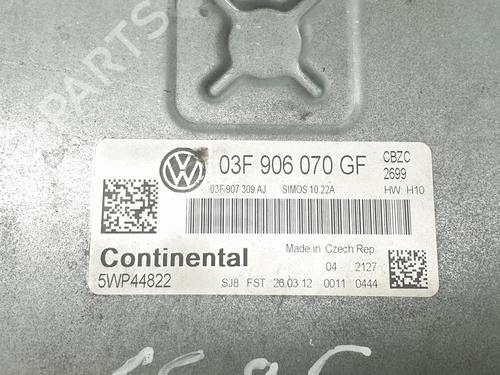 03F 906 070 GF
CBZC
2699
03F 907 309 AJ SIMOS 10.22A HW H10
Continental
5WP44822
Made in Czech Rep.
04 2127
SJ8 FST 26.03.12 0011 0444